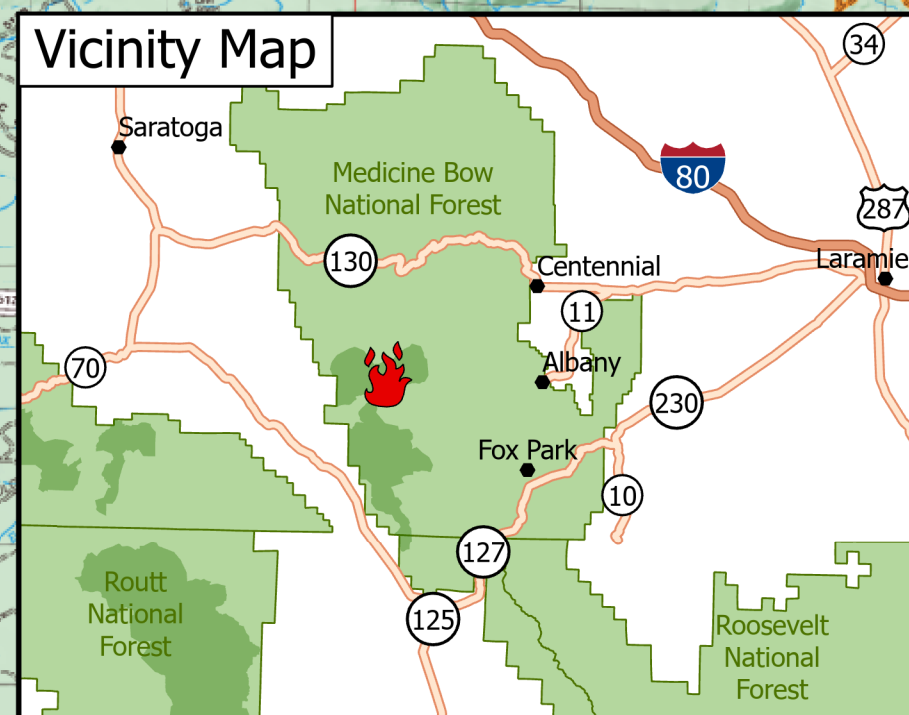 Vicinity Map
34
Saratoga
80
Medicine Bow
National Forest
287
130
Centennial
Laramie
11
70
Albany
230
Fox Park
10
127
Routt
National
Forest
125
Roosevelt
National
Forest